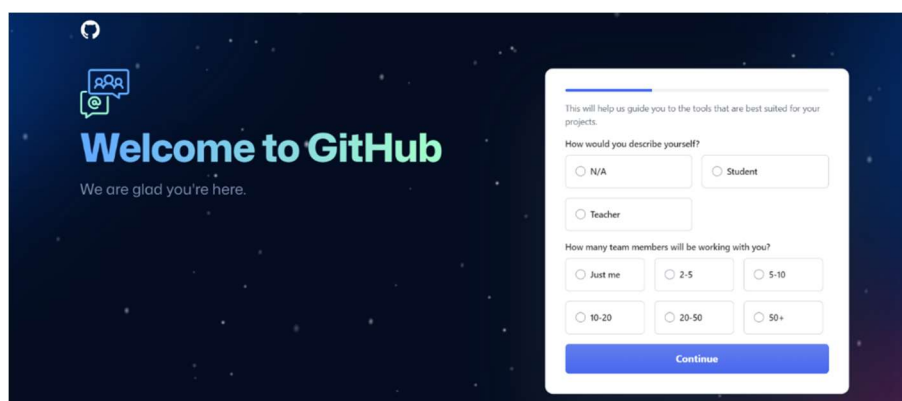 Welcome to GitHub
We are glad you're here.
This will help us guide you to the tools that are best suited for your
projects.
How would you describe yourself?
N/A
Student
Teacher
How many team members will be working with you?
Just me
2-5
5-10
10-20
20-50
50+
Continue